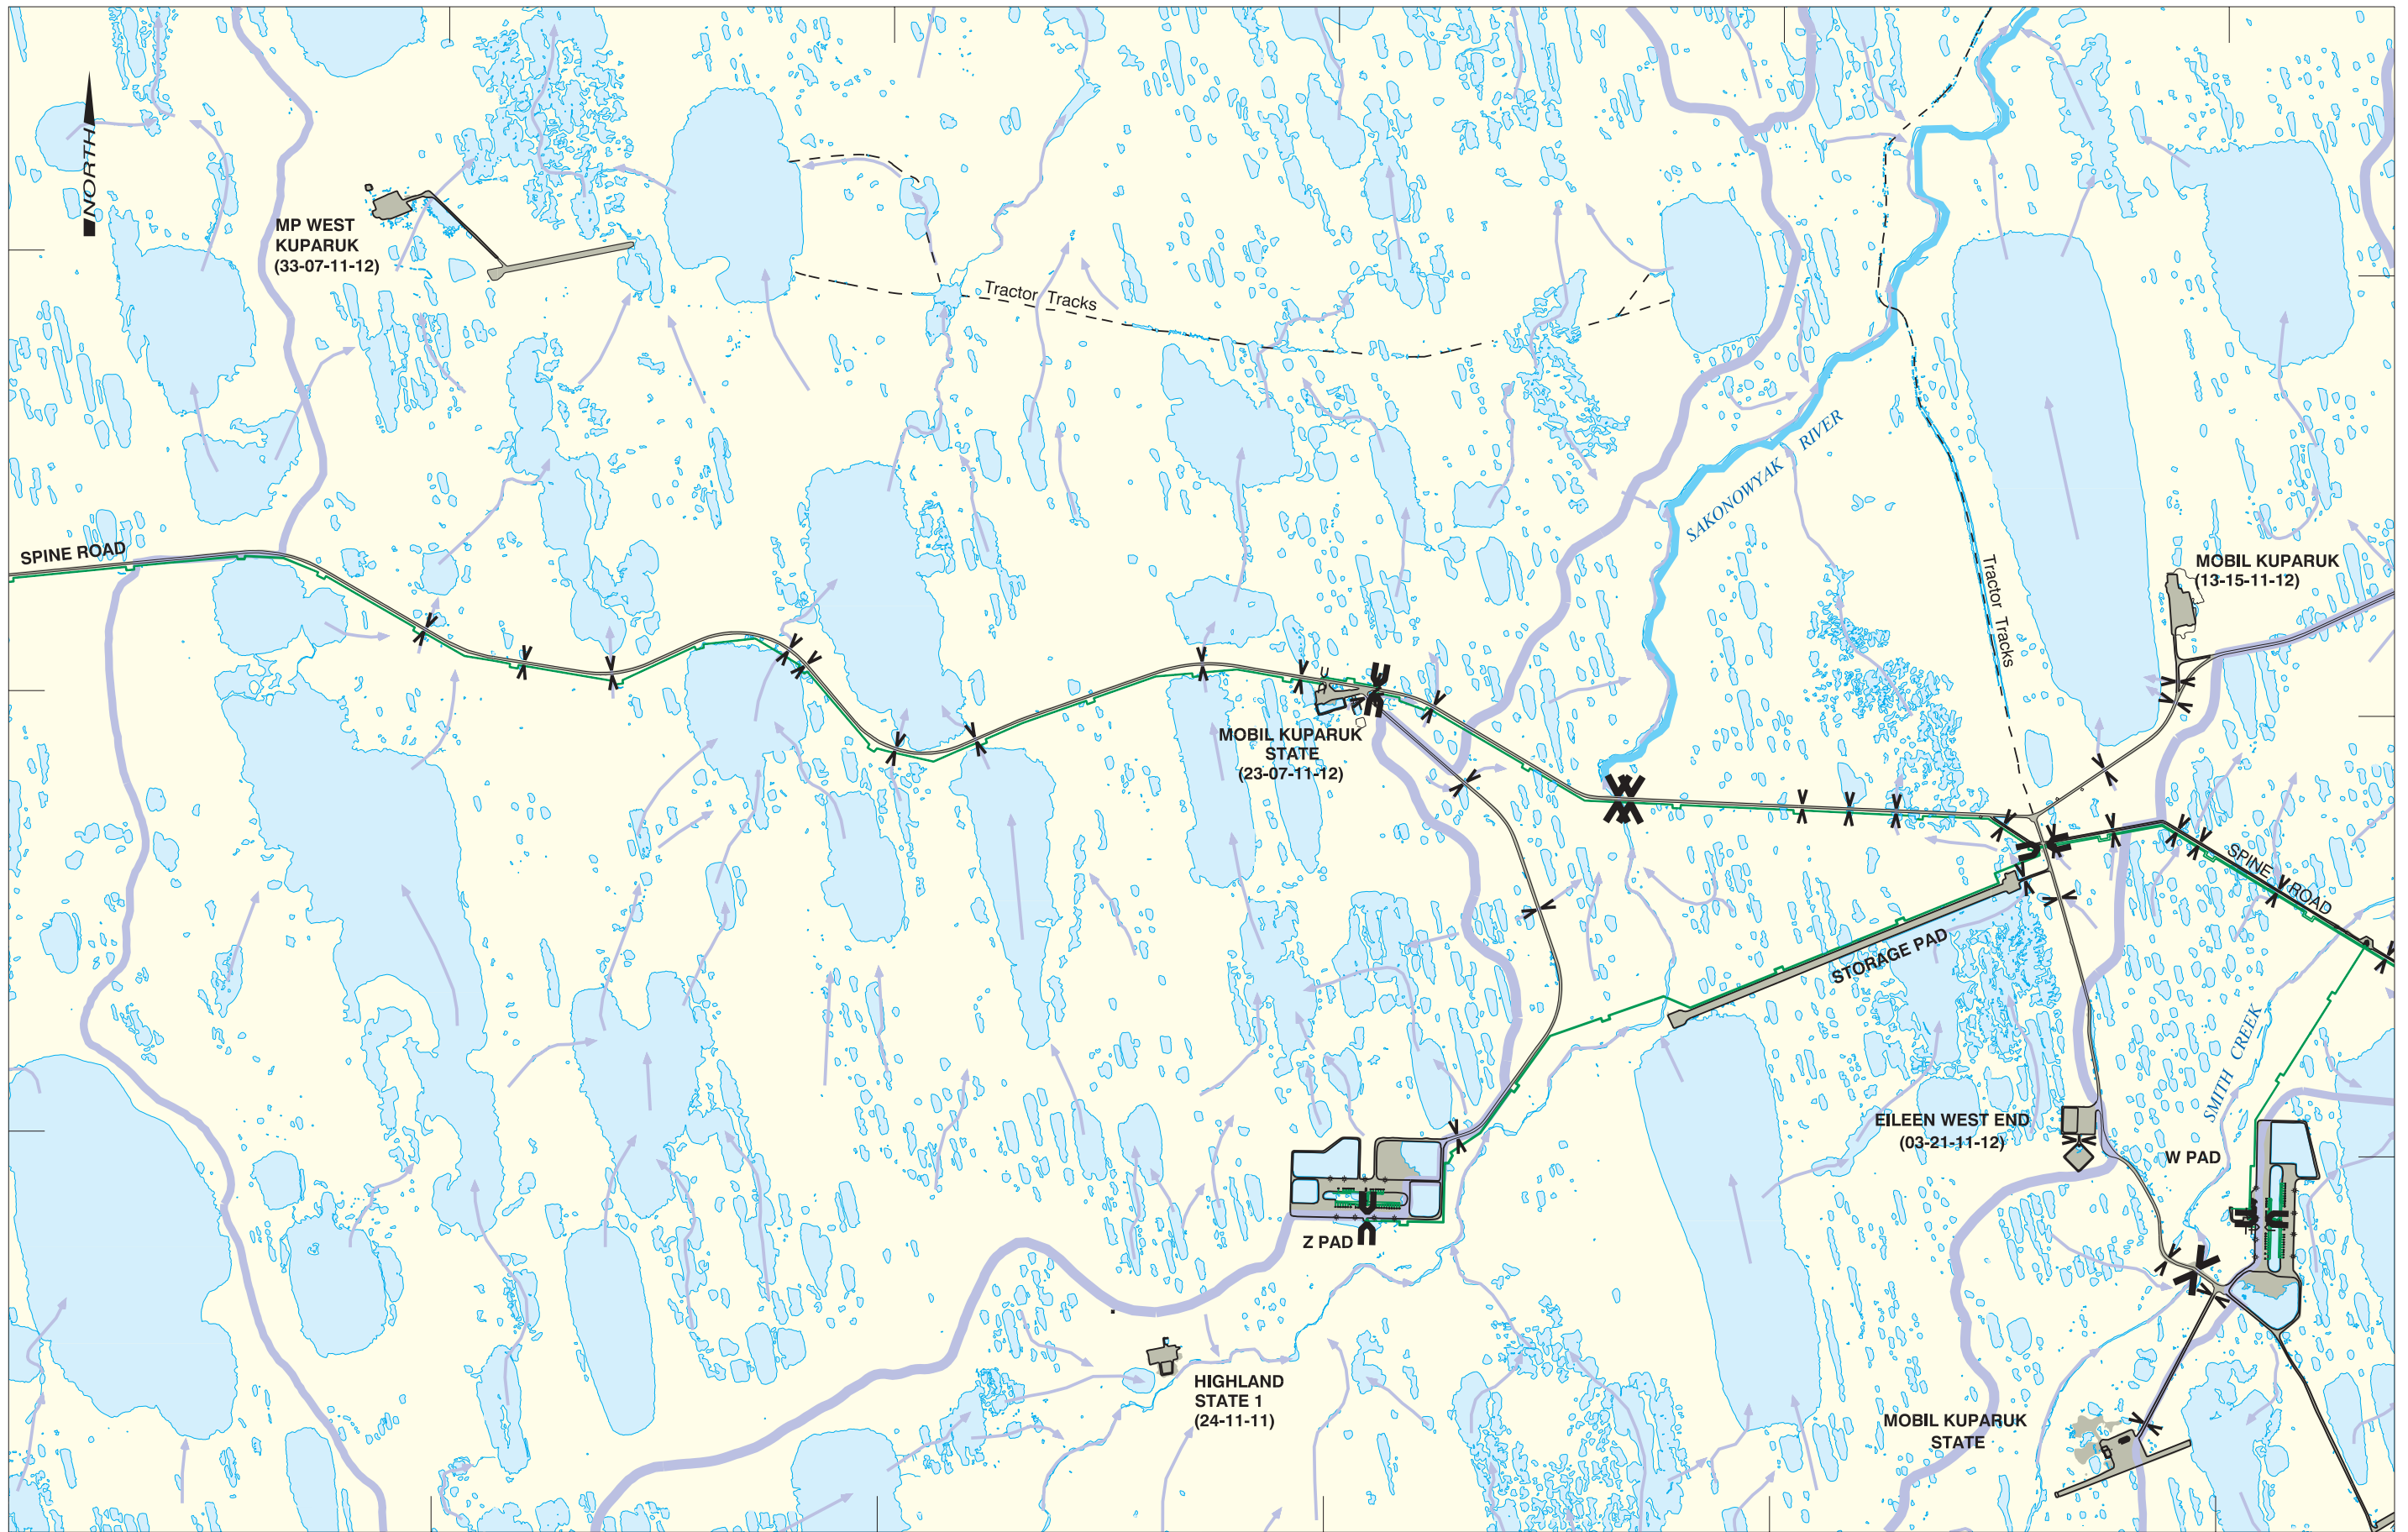 NORTH
MP WEST
KUPARUK
(33-07-11-12)
Tractor Tracks
SAKONOWYAK RIVER
SPINE ROAD
Tractor Tracks
MOBIL KUPARUK
(13-15-11-12)
MOBIL KUPARUK
STATE
(23-07-11-12)
SPINE ROAD
STORAGE PAD
SMITH CREEK
EILEEN WEST END
(03-21-11-12)
W PAD
Z PAD
HIGHLAND
STATE 1
(24-11-11)
MOBIL KUPARUK
STATE